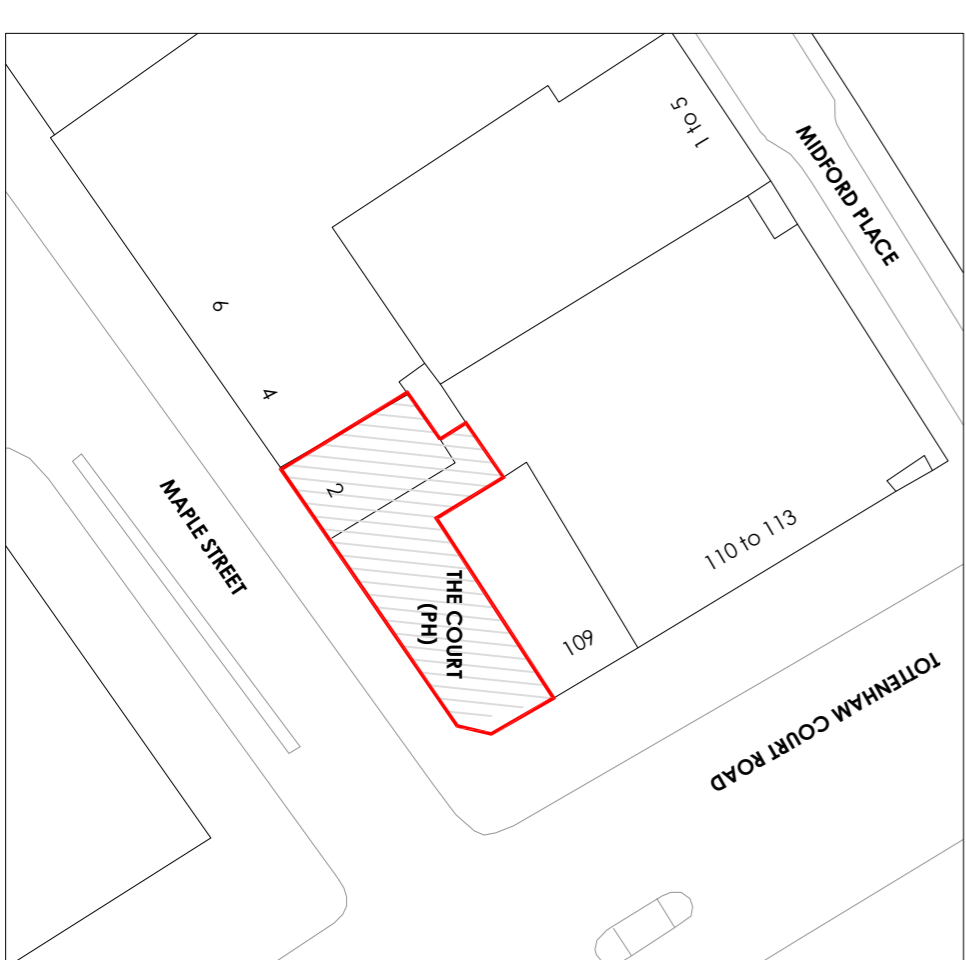 1 to 5
MIDFORD PLACE
6
4
2
MAPLE STREET
THE COURT
(PH)
109
110 to 113
TOTTENHAM COURT ROAD